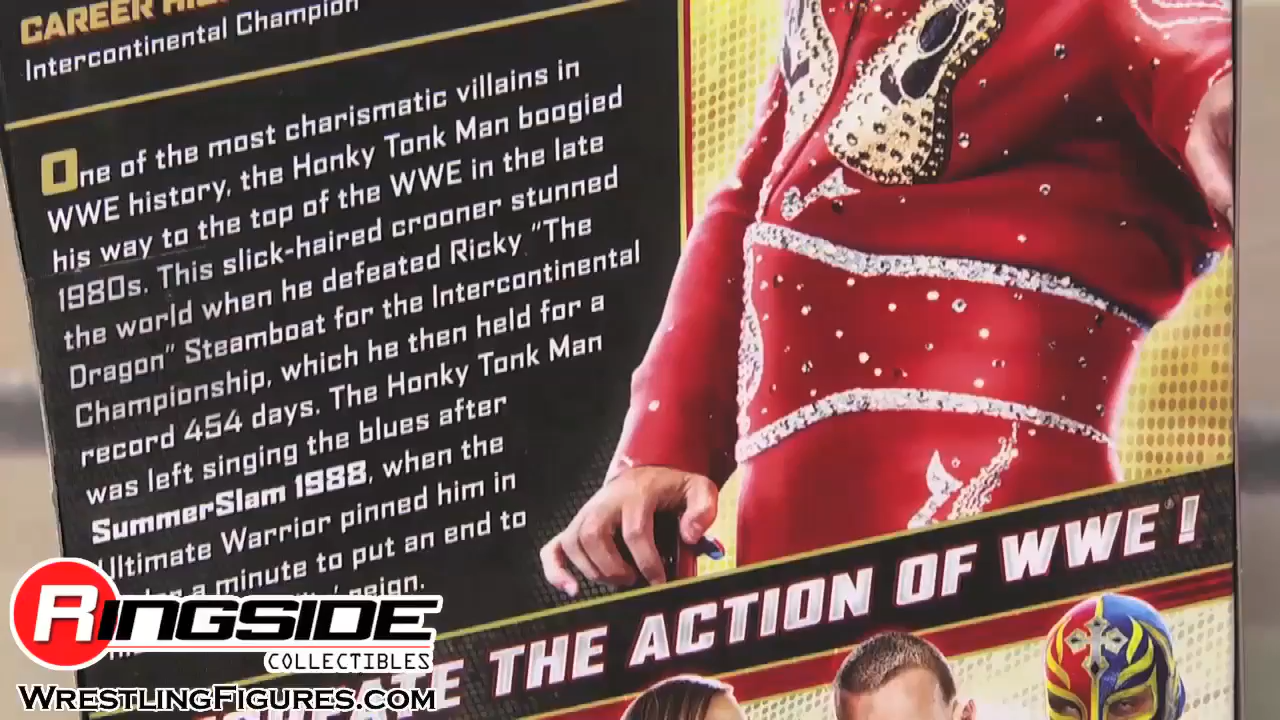 CAREER
Intercontinental Champion
One of the most charismatic villains in
WWE history, the Honky Tonk Man boogied
his way to the top of the WWE in the late
1980s. This slick-haired crooner stunned
the world when he defeated Ricky “The
Dragon” Steamboat for the Intercontinental
Championship, which he then held for a
record 454 days. The Honky Tonk Man
was left singing the blues after
SummerSlam 1988, when the
Ultimate Warrior pinned him in
a minute to put an end to
reign.
THE ACTION OF WWE®!
RINGSIDE
COLLECTIBLES
WRESTLINGFIGURES.COM